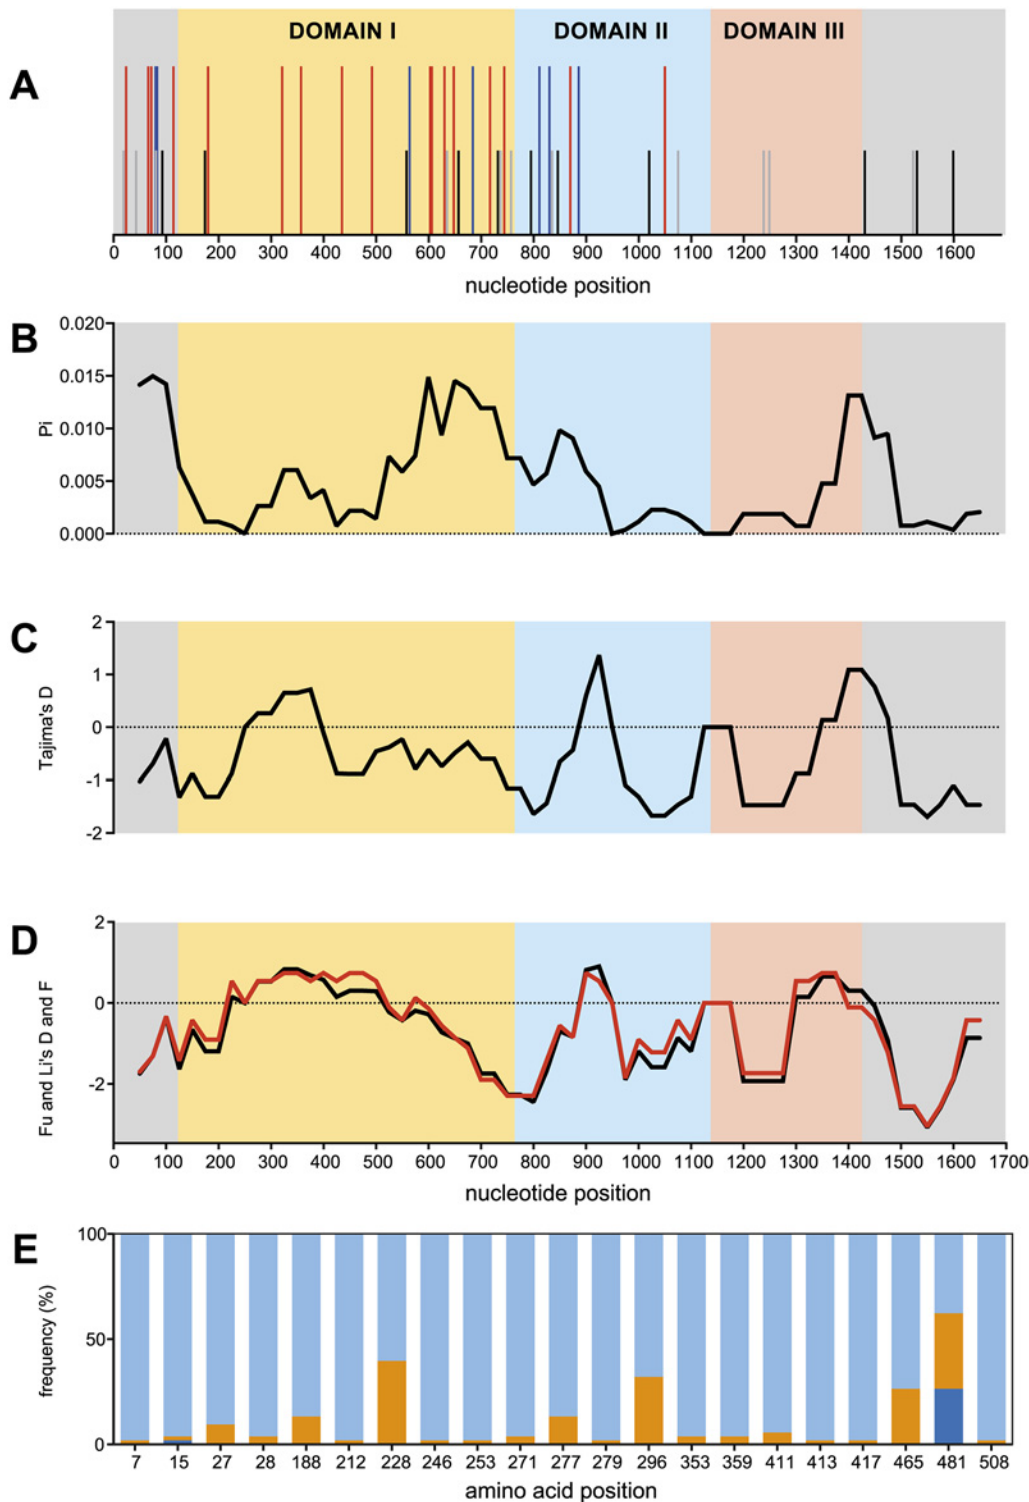 DOMAIN I DOMAIN II DOMAIN III
A
0 100 200 300 400 500 600 700 800 900 1000 1100 1200 1300 1400 1500 1600
nucleotide position
B
Pi
0.020
0.015
0.010
0.005
0.000
C
Tajima's D
2
1
0
-1
-2
D
Fu and Li's D and F
2
0
-2
0 100 200 300 400 500 600 700 800 900 1000 1100 1200 1300 1400 1500 1600 1700
nucleotide position
E
frequency (%)
100
50
0
7 15 27 28 188 212 228 246 253 271 277 279 296 353 359 411 413 417 465 481 508
amino acid position